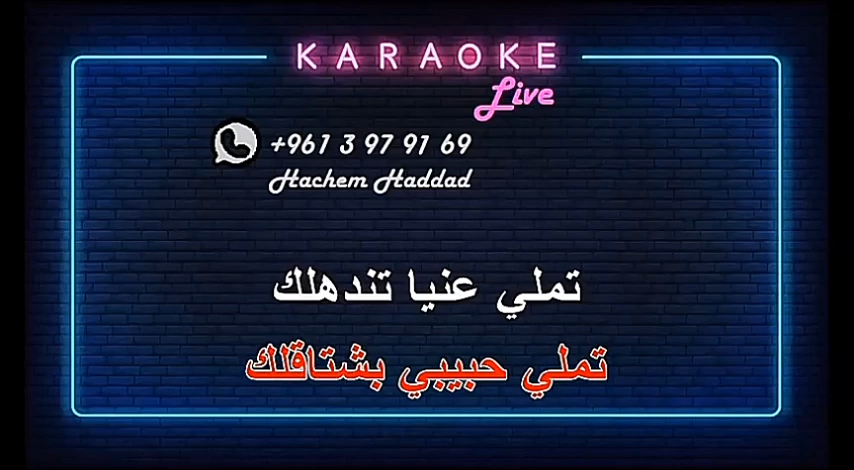 KARAOKE
Live
+961 3 97 91 69
Hachem Haddad
تملي عنيا تندهلك
تملي حبيبي بشتاقلك